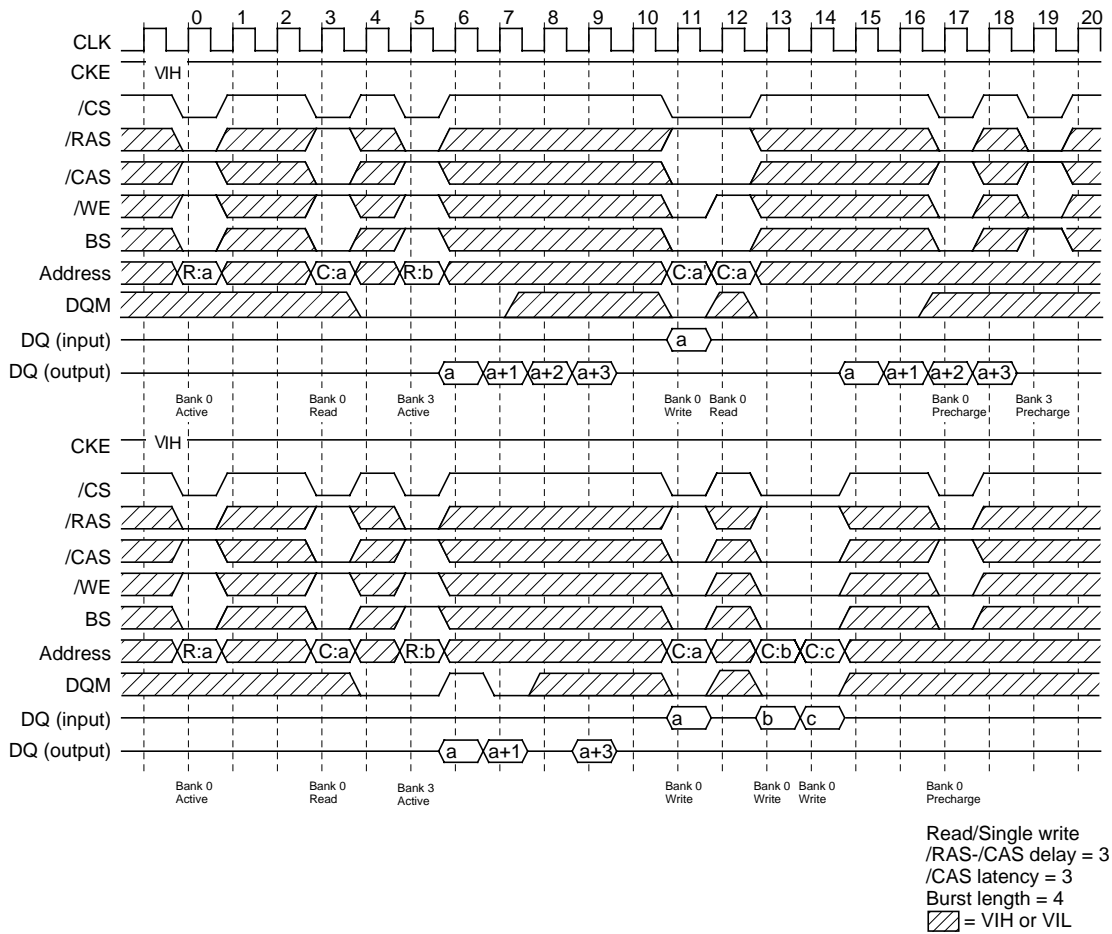 0 1 2 3 4 5 6 7 8 9 10 11 12 13 14 15 16 17 18 19 20
CLK
CKE VIH
/CS
/RAS
/CAS
/WE
BS
Address R:a C:a R:b C:a' C:a
DQM
DQ (input) a
DQ (output) a a+1 a+2 a+3 a a+1 a+2 a+3
Bank 0 Bank 0 Bank 3 Bank 0 Bank 0 Bank 0 Bank 3
Active Read Active Write Read Precharge Precharge
CKE VIH
/CS
/RAS
/CAS
/WE
BS
Address R:a C:a R:b C:a C:b C:c
DQM
DQ (input) a b c
DQ (output) a a+1 a+3
Bank 0 Bank 0 Bank 3 Bank 0 Bank 0 Bank 0 Bank 0
Active Read Active Write Write Write Precharge
Read/Single write
/RAS-/CAS delay = 3
/CAS latency = 3
Burst length = 4
= VIH or VIL